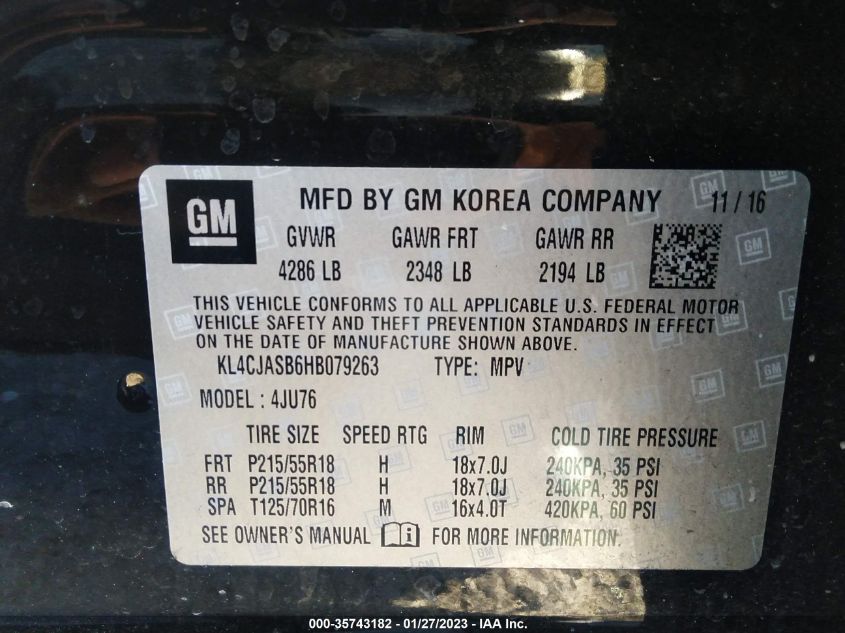 GM MFD BY GM KOREA COMPANY 11 / 16
GVWR GAWR FRT GAWR RR
4286 LB 2348 LB 2194 LB
THIS VEHICLE CONFORMS TO ALL APPLICABLE U.S. FEDERAL MOTOR
VEHICLE SAFETY AND THEFT PREVENTION STANDARDS IN EFFECT
ON THE DATE OF MANUFACTURE SHOWN ABOVE.
KL4CJASB6HB079263 TYPE: MPV
MODEL : 4JU76
TIRE SIZE SPEED RTG RIM COLD TIRE PRESSURE
FRT P215/55R18 H 18x7.0J 240KPA, 35 PSI
RR P215/55R18 H 18x7.0J 240KPA, 35 PSI
SPA T125/70R16 M 16x4.0T 420KPA, 60 PSI
SEE OWNER'S MANUAL FOR MORE INFORMATION.
000-35743182 - 01/27/2023 - IAA Inc.